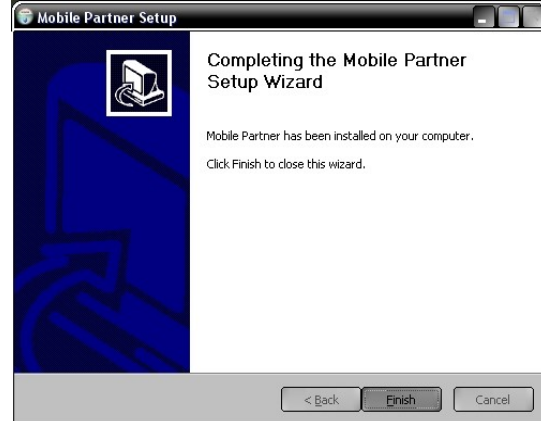 Mobile Partner Setup
Completing the Mobile Partner
Setup Wizard
Mobile Partner has been installed on your computer.
Click Finish to close this wizard.
< Back
Finish
Cancel